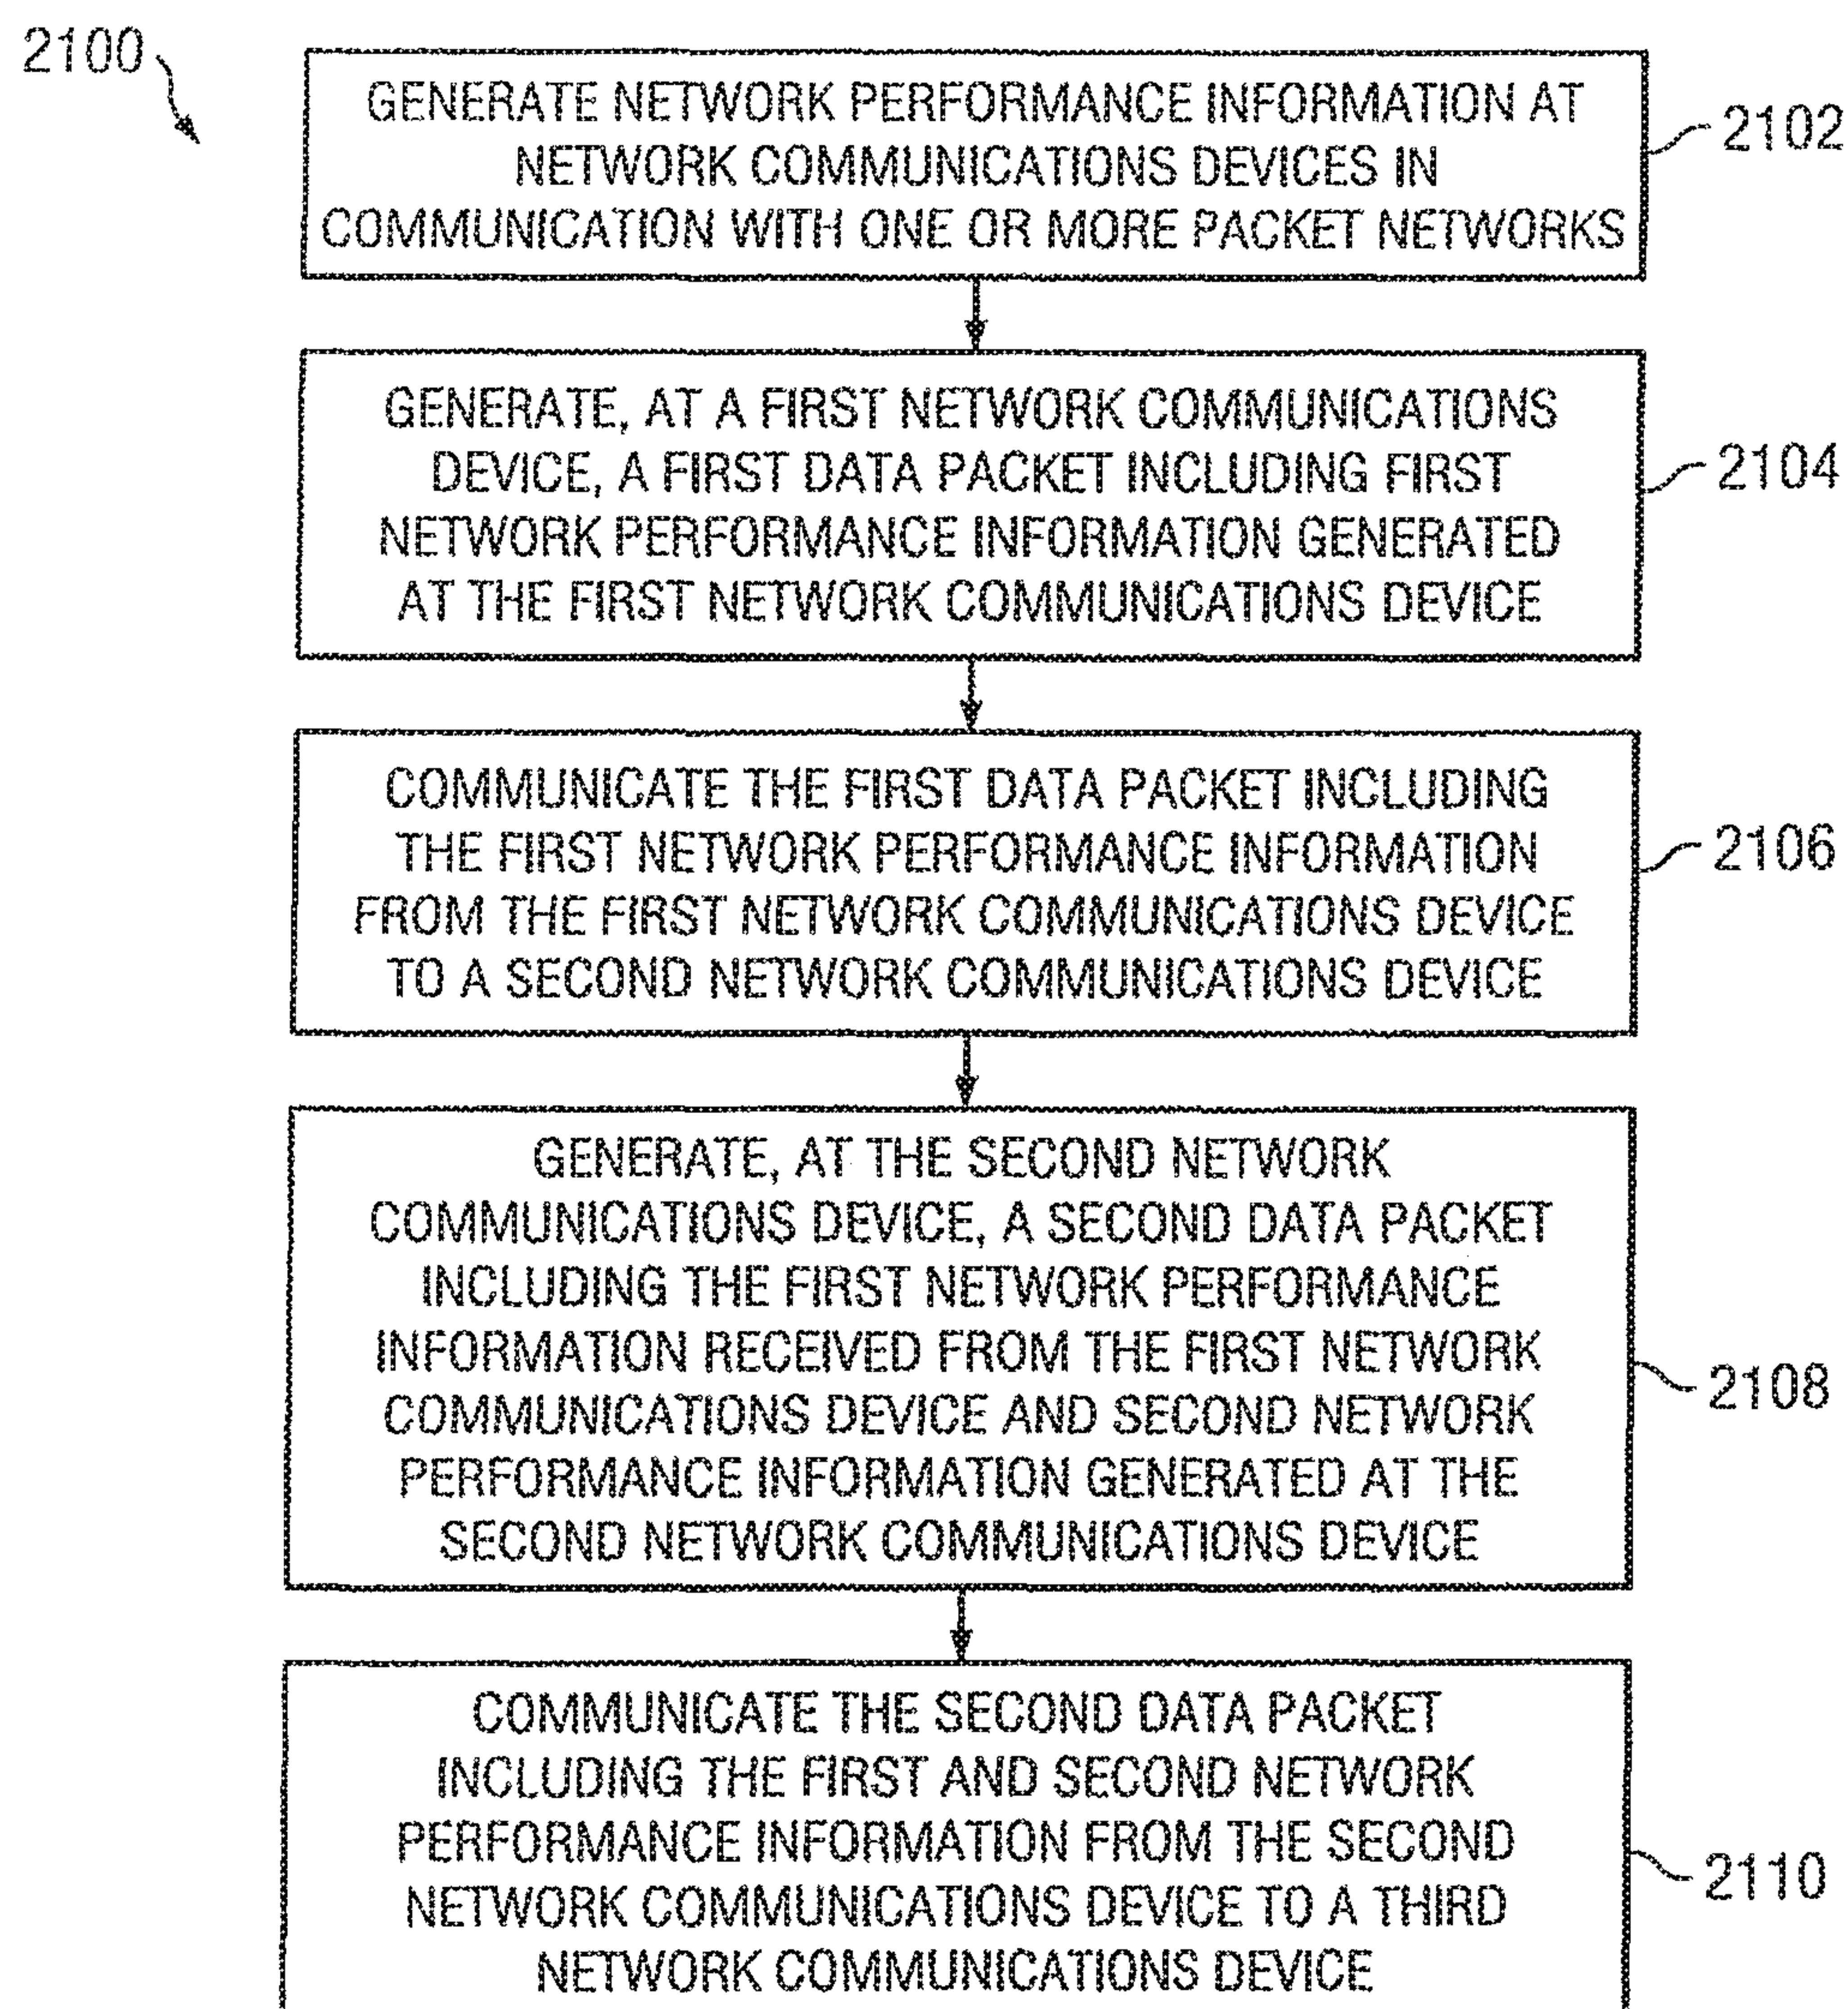 2100
GENERATE NETWORK PERFORMANCE INFORMATION AT
NETWORK COMMUNICATIONS DEVICES IN
COMMUNICATION WITH ONE OR MORE PACKET NETWORKS
2102
GENERATE, AT A FIRST NETWORK COMMUNICATIONS
DEVICE, A FIRST DATA PACKET INCLUDING FIRST
NETWORK PERFORMANCE INFORMATION GENERATED
AT THE FIRST NETWORK COMMUNICATIONS DEVICE
2104
COMMUNICATE THE FIRST DATA PACKET INCLUDING
THE FIRST NETWORK PERFORMANCE INFORMATION
FROM THE FIRST NETWORK COMMUNICATIONS DEVICE
TO A SECOND NETWORK COMMUNICATIONS DEVICE
2106
GENERATE, AT THE SECOND NETWORK
COMMUNICATIONS DEVICE, A SECOND DATA PACKET
INCLUDING THE FIRST NETWORK PERFORMANCE
INFORMATION RECEIVED FROM THE FIRST NETWORK
COMMUNICATIONS DEVICE AND SECOND NETWORK
PERFORMANCE INFORMATION GENERATED AT THE
SECOND NETWORK COMMUNICATIONS DEVICE
2108
COMMUNICATE THE SECOND DATA PACKET
INCLUDING THE FIRST AND SECOND NETWORK
PERFORMANCE INFORMATION FROM THE SECOND
NETWORK COMMUNICATIONS DEVICE TO A THIRD
NETWORK COMMUNICATIONS DEVICE
2110